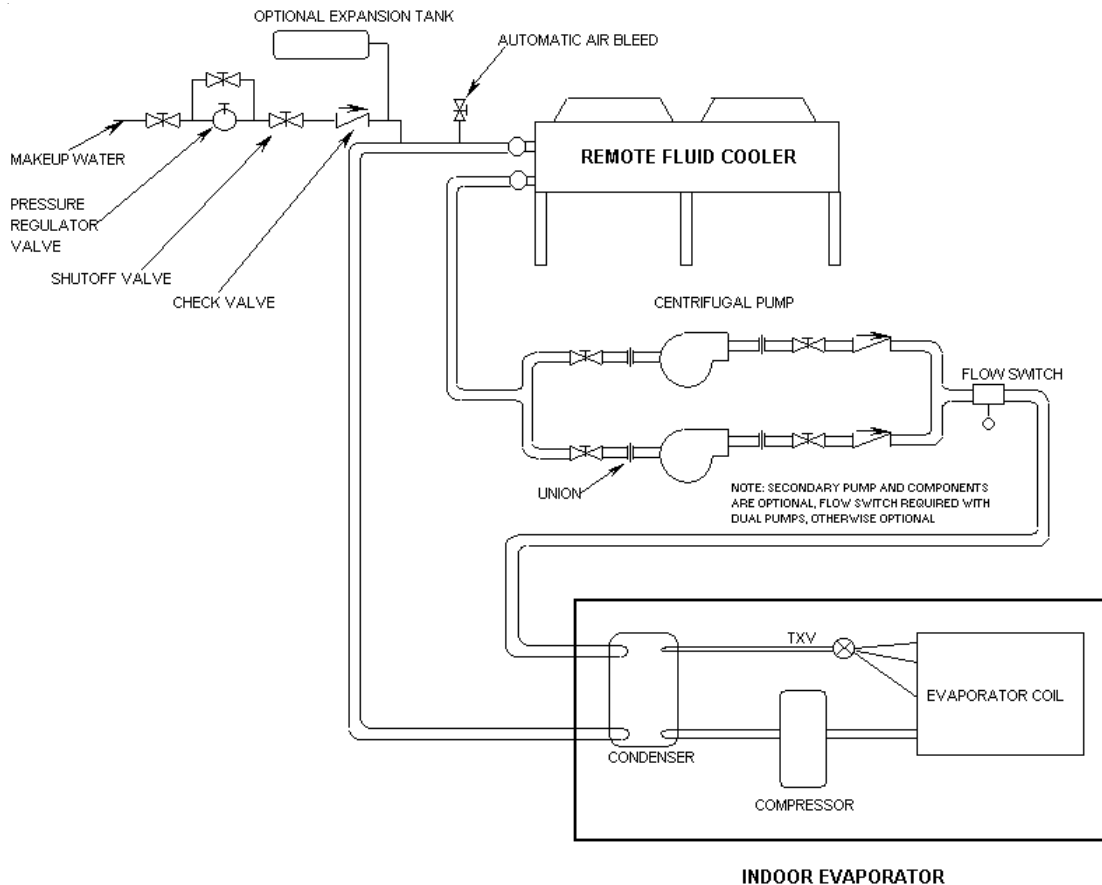 OPTIONAL EXPANSION TANK
AUTOMATIC AIR BLEED
MAKEUP WATER
REMOTE FLUID COOLER
PRESSURE
REGULATOR
VALVE
SHUTOFF VALVE
CHECK VALVE
CENTRIFUGAL PUMP
FLOW SWITCH
UNION
NOTE: SECONDARY PUMP AND COMPONENTS
ARE OPTIONAL, FLOW SWITCH REQUIRED WITH
DUAL PUMPS, OTHERWISE OPTIONAL
TXV
EVAPORATOR COIL
CONDENSER
COMPRESSOR
INDOOR EVAPORATOR